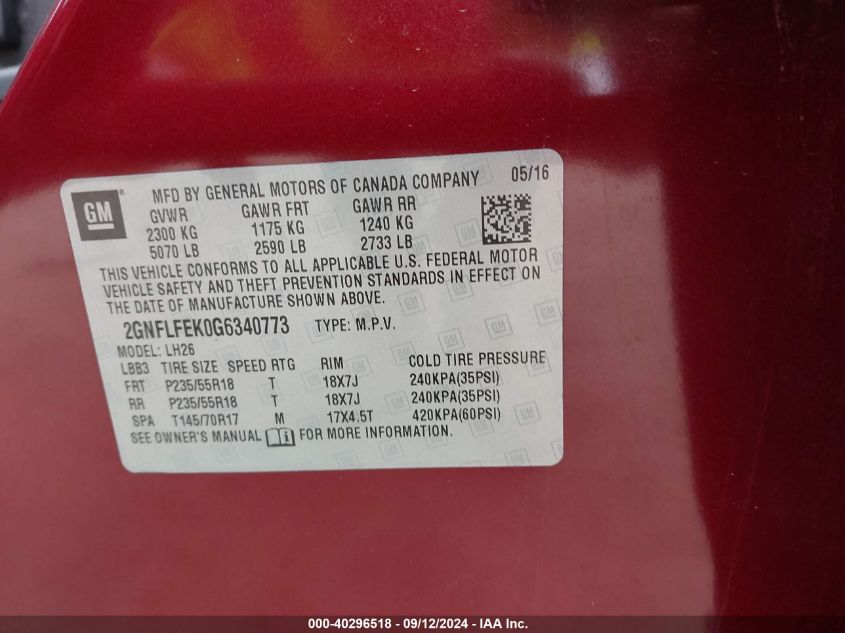 GM®
MFD BY GENERAL MOTORS OF CANADA COMPANY 05/16
GVWR GAWR FRT GAWR RR
2300 KG 1175 KG 1240 KG
5070 LB 2590 LB 2733 LB
THIS VEHICLE CONFORMS TO ALL APPLICABLE U.S. FEDERAL MOTOR
VEHICLE SAFETY AND THEFT PREVENTION STANDARDS IN EFFECT ON
THE DATE OF MANUFACTURE SHOWN ABOVE.
2GNFLFEK0G6340773 TYPE: M.P.V.
MODEL: LH26
LBB3 TIRE SIZE SPEED RTG RIM COLD TIRE PRESSURE
FRT P235/55R18 T 18X7J 240KPA(35PSI)
RR P235/55R18 T 18X7J 240KPA(35PSI)
SPA T145/70R17 M 17X4.5T 420KPA(60PSI)
SEE OWNER'S MANUAL FOR MORE INFORMATION.
000-40296518 - 09/12/2024 - IAA Inc.